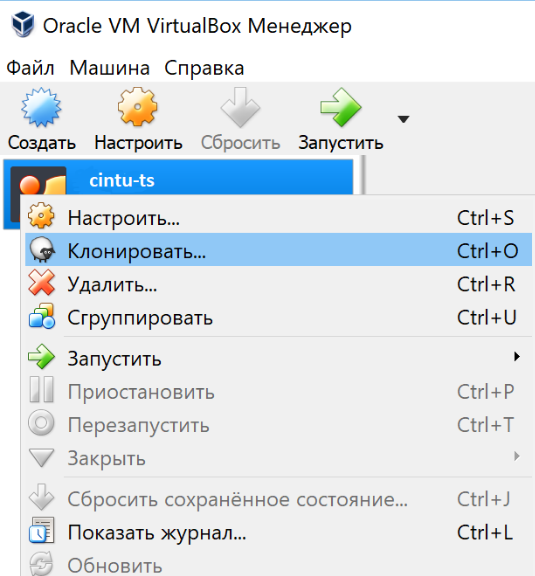 Oracle VM VirtualBox Менеджер
Файл Машина Справка
Создать Настроить Сбросить Запустить
cintu-ts
Настроить... Ctrl+S
Клонировать... Ctrl+O
Удалить... Ctrl+R
Сгруппировать Ctrl+U
Запустить
Приостановить Ctrl+P
Перезапустить Ctrl+T
Закрыть
Сбросить сохранённое состояние... Ctrl+J
Показать журнал... Ctrl+L
Обновить